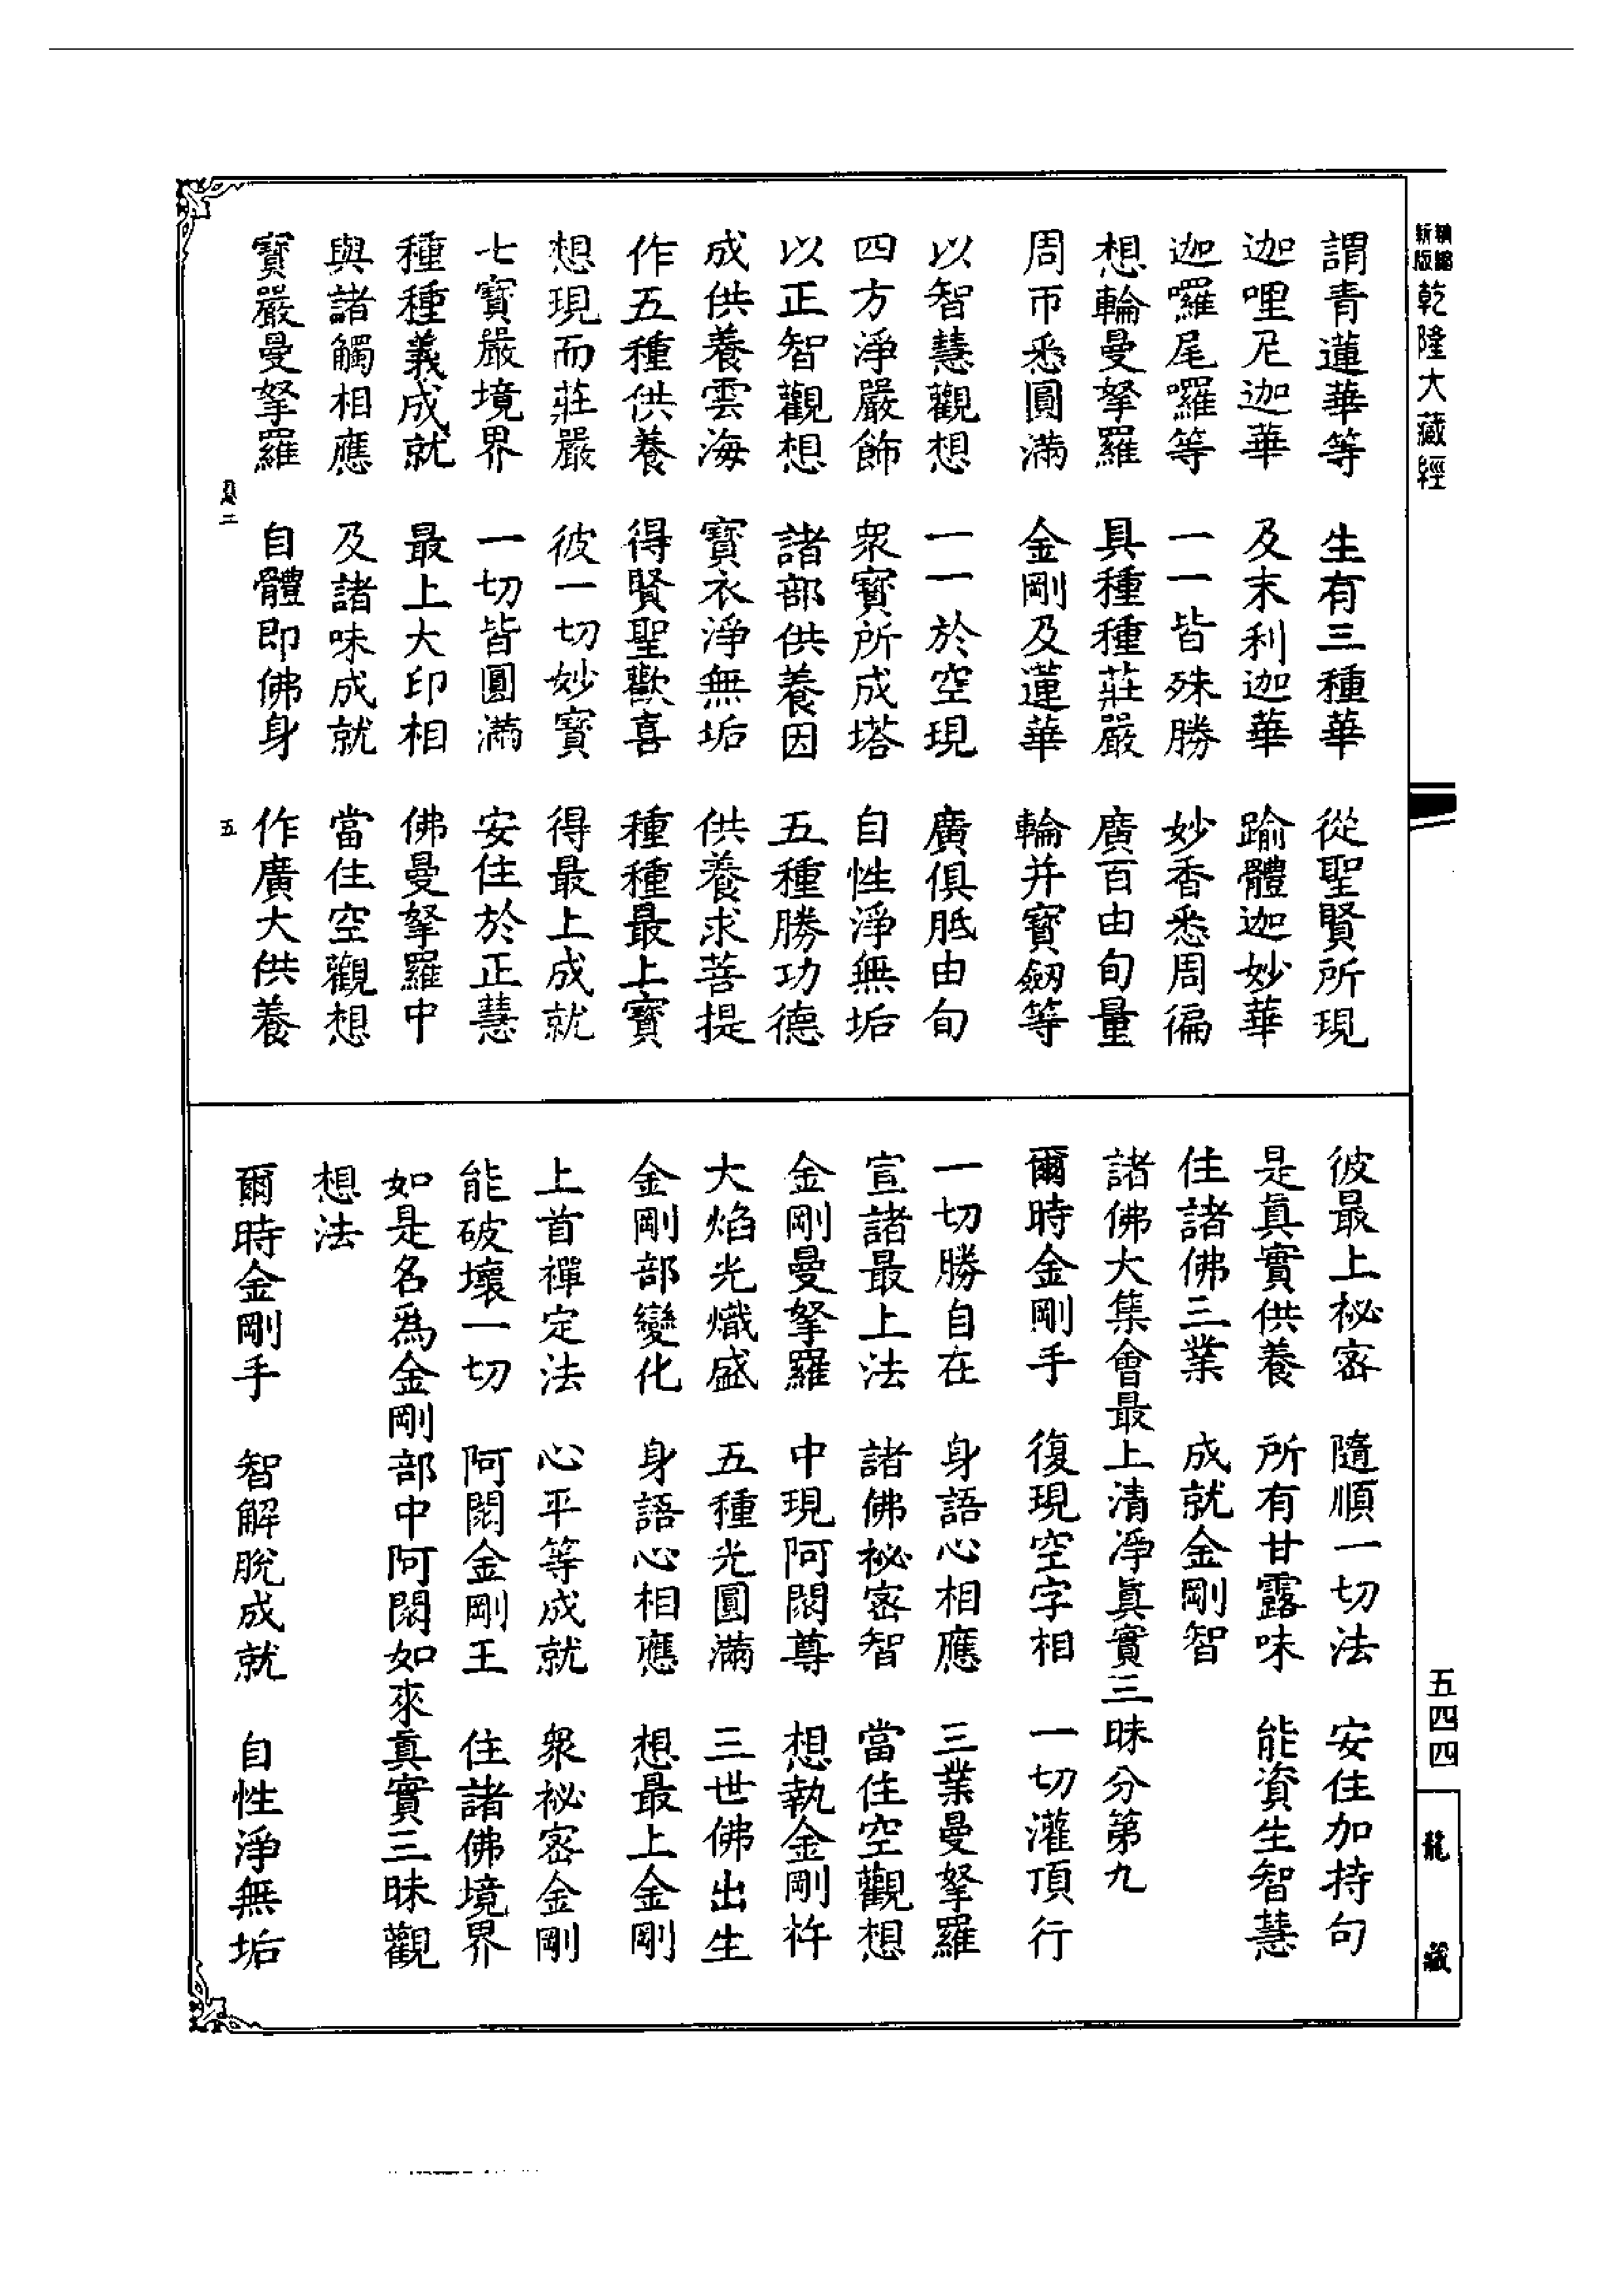 乾隆大藏經
謂青蓮華等　生有三種華　從聖賢所現
迦哩尼迦華　及末利迦華　踰體迦妙華
迦囉尾囉等　一一皆殊勝　妙香悉周徧
想輪曼拏羅　具種種莊嚴　廣百由旬量
周帀悉圓滿　金剛及蓮華　輪并寶劒等
以智慧觀想　一一於空現　廣俱胝由旬
四方淨嚴飾　衆寶所成塔　自性淨無垢
以正智觀想　諸部供養因　五種勝功德
成供養雲海　寶衣淨無垢　供養求菩提
作五種供養　得賢聖歡喜　種種最上寶
想現而莊嚴　彼一切妙寶　得最上成就
七寶嚴境界　一切皆圓滿　安住於正慧
種種義成就　最上大印相　佛曼拏羅中
與諸觸相應　及諸味成就　當住空觀想
寶嚴曼拏羅　自體即佛身　作廣大供養
五
彼最上祕密　隨順一切法　安住加持句
是眞實供養　所有甘露味　能資生智慧
住諸佛三業　成就金剛智
諸佛大集會最上清淨眞實三昧分第九
爾時金剛手　復現空字相　一切灌頂行
一切勝自在　身語心相應　三業曼拏羅
宣諸最上法　諸佛祕密智　當住空觀想
金剛曼拏羅　中現阿閦尊　想執金剛杵
大焰光熾盛　五種光圓滿　三世佛出生
金剛部變化　身語心相應　想最上金剛
上首禪定法　心平等成就　衆祕密金剛
能破壞一切　阿閦金剛王　住諸佛境界
如是名爲金剛部中阿閦如來眞實三昧觀
想法
爾時金剛手　智解脫成就　自性淨無垢
五四四
龍藏